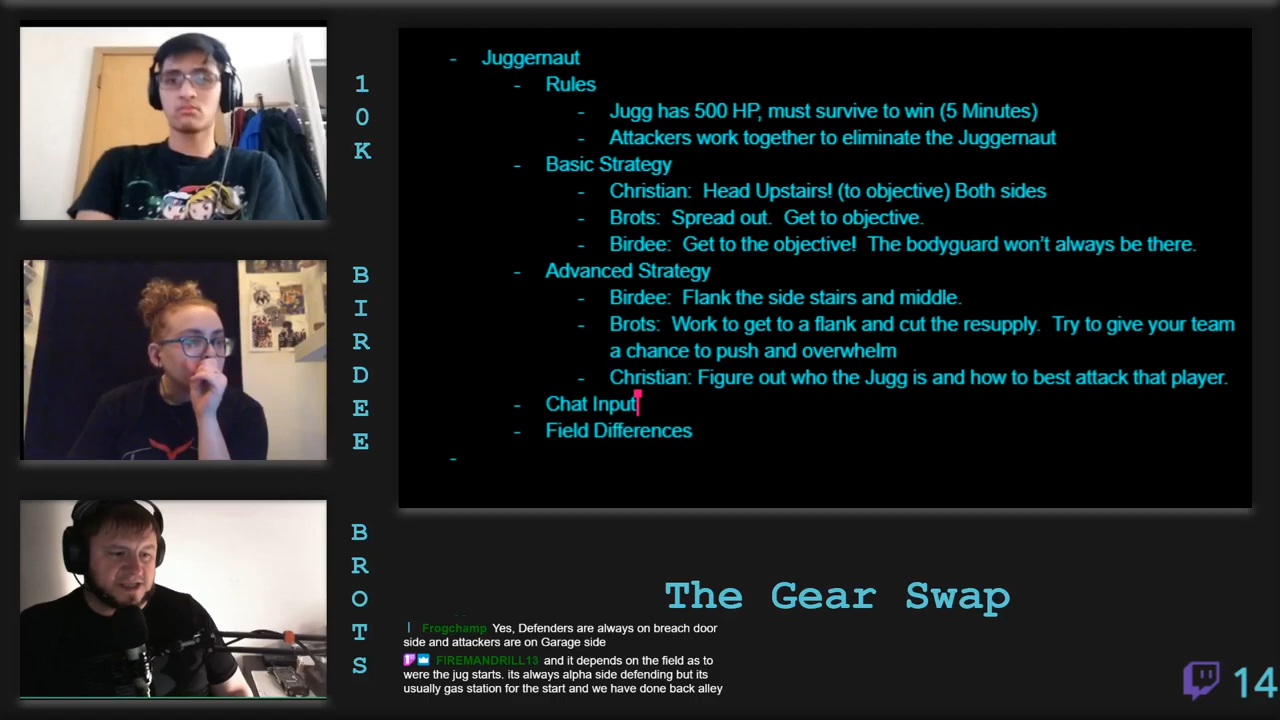 10K
BIRDEE
BROTS
- Juggernaut
- Rules
- Jugg has 500 HP, must survive to win (5 Minutes)
- Attackers work together to eliminate the Juggernaut
- Basic Strategy
- Christian:  Head Upstairs! (to objective) Both sides
- Brots:  Spread out.  Get to objective.
- Birdee:  Get to the objective!  The bodyguard won’t always be there.
- Advanced Strategy
- Birdee:  Flank the side stairs and middle.
- Brots:  Work to get to a flank and cut the resupply.  Try to give your team
a chance to push and overwhelm
- Christian: Figure out who the Jugg is and how to best attack that player.
- Chat Input
- Field Differences
-
The Gear Swap
Frogchamp Yes, Defenders are always on breach door
side and attackers are on Garage side
FIREMANDRILL13 and it depends on the field as to
were the jug starts. its always alpha side defending but its
usually gas station for the start and we have done back alley
14